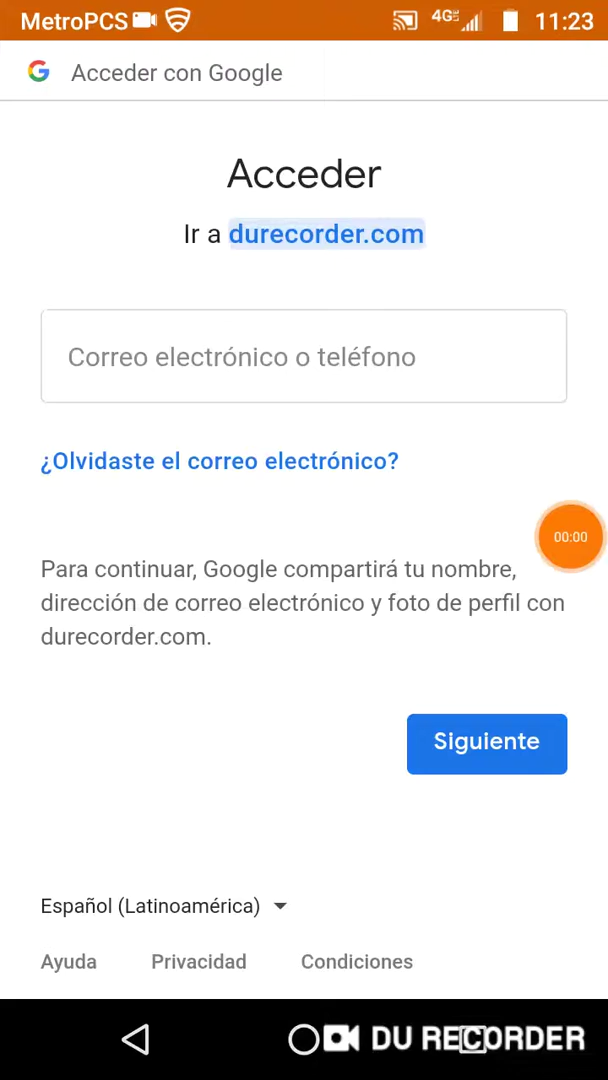 MetroPCS 4G 11:23
Acceder con Google
Acceder
Ir a durecorder.com
Correo electrónico o teléfono
¿Olvidaste el correo electrónico?
00:00
Para continuar, Google compartirá tu nombre,
dirección de correo electrónico y foto de perfil con
durecorder.com.
Siguiente
Español (Latinoamérica)
Ayuda Privacidad Condiciones
DU RECORDER